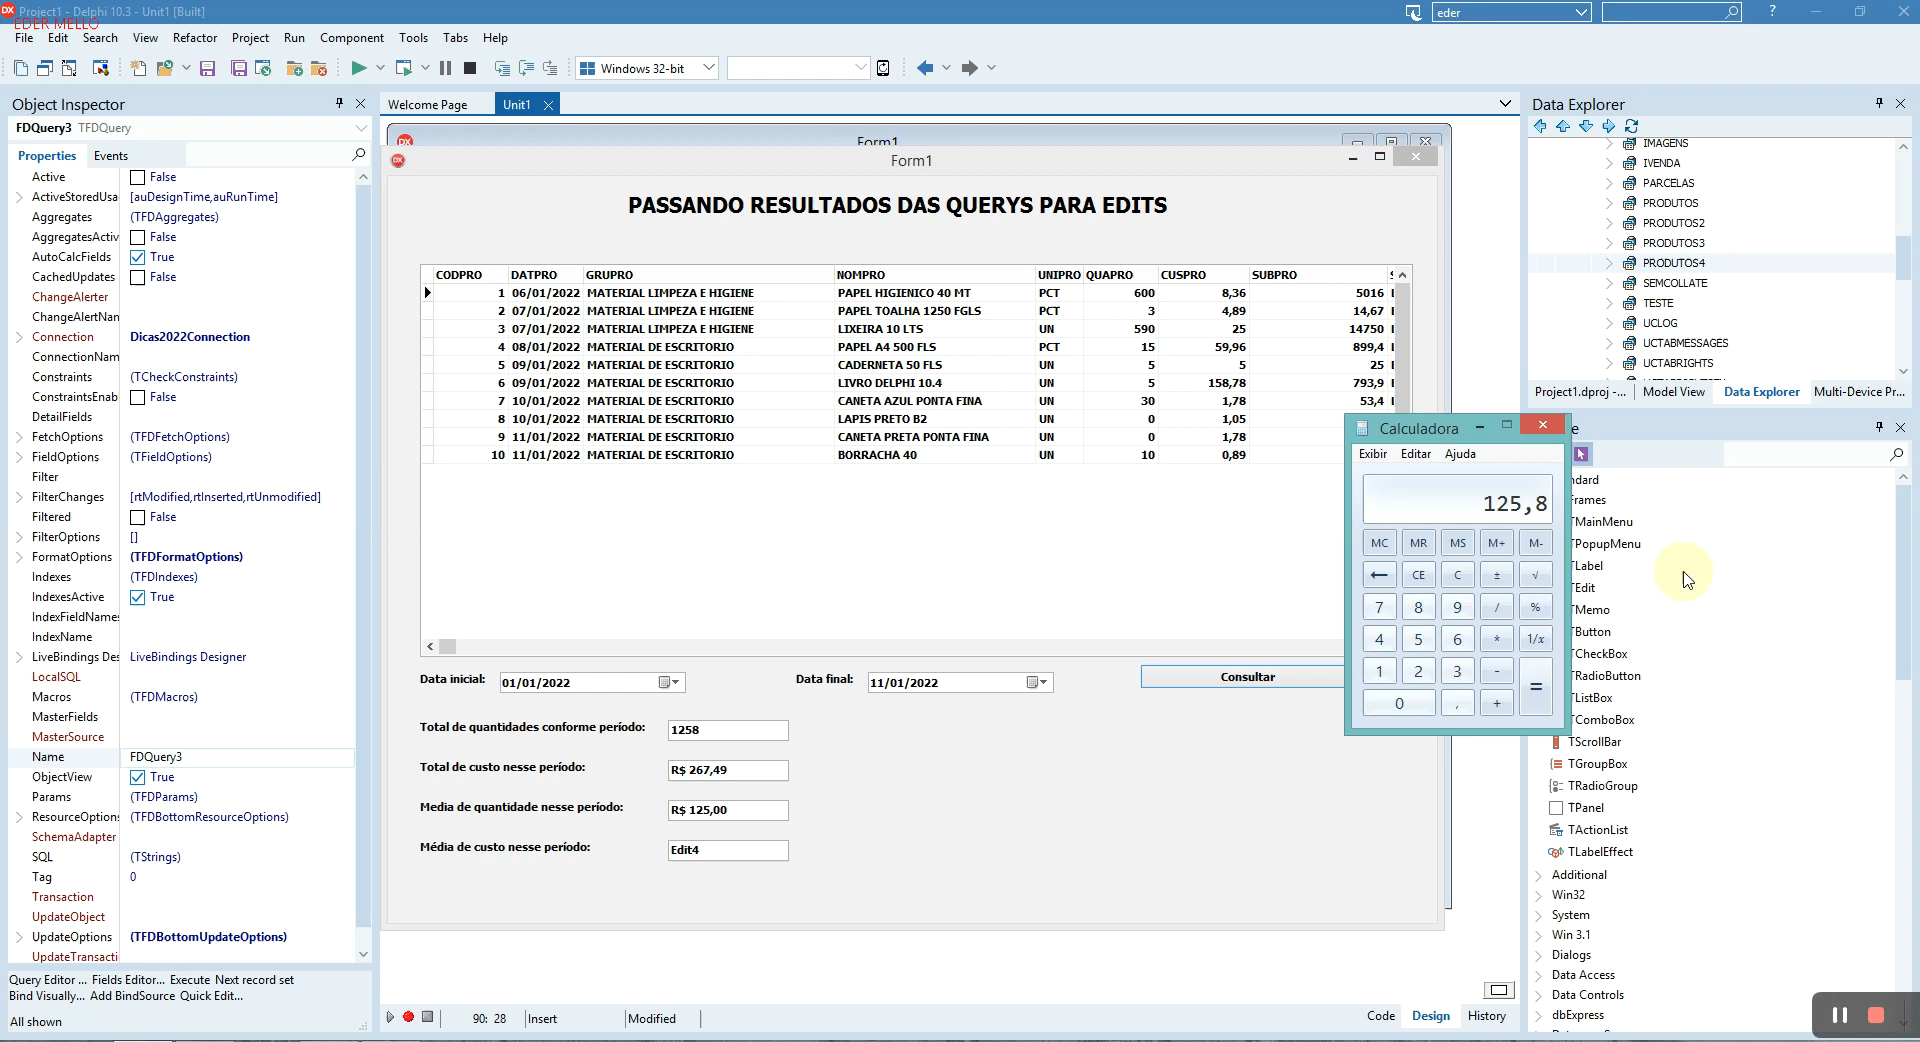 Project1 - Delphi 10.3 - Unit1 [Built]
eder
?
EDER MELLO
File Edit Search View Refactor Project Run Component Tools Tabs Help
Windows 32-bit
Object Inspector
FDQuery3 TFDQuery
Properties Events
Active False
ActiveStoredUsa [auDesignTime,auRunTime]
Aggregates (TFDAggregates)
AggregatesActiv False
AutoCalcFields True
CachedUpdates False
ChangeAlerter
ChangeAlertNan
Connection Dicas2022Connection
ConnectionNam
Constraints (TCheckConstraints)
ConstraintsEnab False
DetailFields
FetchOptions (TFDFetchOptions)
FieldOptions (TFieldOptions)
Filter
FilterChanges [rtModified,rtInserted,rtUnmodified]
Filtered False
FilterOptions []
FormatOptions (TFDFormatOptions)
Indexes (TFDIndexes)
IndexesActive True
IndexFieldNames
IndexName
LiveBindings Des LiveBindings Designer
LocalSQL
Macros (TFDMacros)
MasterFields
MasterSource
Name FDQuery3
ObjectView True
Params (TFDParams)
ResourceOptions (TFDBottomResourceOptions)
SchemaAdapter
SQL (TStrings)
Tag 0
Transaction
UpdateObject
UpdateOptions (TFDBottomUpdateOptions)
UpdateTransacti
Query Editor ... Fields Editor... Execute Next record set
Bind Visually... Add BindSource Quick Edit...
All shown
Welcome Page Unit1
Form1
Form1
PASSANDO RESULTADOS DAS QUERYS PARA EDITS
CODPRO DATPRO GRUPRO NOMPRO UNIPRO QUAPRO CUSPRO SUBPRO
1 06/01/2022 MATERIAL LIMPEZA E HIGIENE PAPEL HIGIENICO 40 MT PCT 600 8,36 5016
2 07/01/2022 MATERIAL LIMPEZA E HIGIENE PAPEL TOALHA 1250 FGLS PCT 3 4,89 14,67
3 07/01/2022 MATERIAL LIMPEZA E HIGIENE LIXEIRA 10 LTS UN 590 25 14750
4 08/01/2022 MATERIAL DE ESCRITORIO PAPEL A4 500 FLS PCT 15 59,96 899,4
5 09/01/2022 MATERIAL DE ESCRITORIO CADERNETA 50 FLS UN 5 5 25
6 09/01/2022 MATERIAL DE ESCRITORIO LIVRO DELPHI 10.4 UN 5 158,78 793,9
7 10/01/2022 MATERIAL DE ESCRITORIO CANETA AZUL PONTA FINA UN 30 1,78 53,4
8 10/01/2022 MATERIAL DE ESCRITORIO LAPIS PRETO B2 UN 0 1,05
9 11/01/2022 MATERIAL DE ESCRITORIO CANETA PRETA PONTA FINA UN 0 1,78
10 11/01/2022 MATERIAL DE ESCRITORIO BORRACHA 40 UN 10 0,89
Data inicial: 01/01/2022 Data final: 11/01/2022 Consultar
Total de quantidades conforme período: 1258
Total de custo nesse período: R$ 267,49
Media de quantidade nesse período: R$ 125,00
Média de custo nesse período: Edit4
90: 28 Insert Modified
Code Design History
Calculadora
Exibir Editar Ajuda
125,8
MC MR MS M+ M-
← CE C ± √
7 8 9 / %
4 5 6 * 1/x
1 2 3 - =
0 , +
Data Explorer
IMAGENS
IVENDA
PARCELAS
PRODUTOS
PRODUTOS2
PRODUTOS3
PRODUTOS4
SEMCOLLATE
TESTE
UCLOG
UCTABMESSAGES
UCTABRIGHTS
Project1.dproj -... Model View Data Explorer Multi-Device Pr...
e
ndard
rames
TMainMenu
TPopupMenu
TLabel
TEdit
TMemo
TButton
TCheckBox
TRadioButton
TListBox
TComboBox
TScrollBar
TGroupBox
TRadioGroup
TPanel
TActionList
TLabelEffect
Additional
Win32
System
Win 3.1
Dialogs
Data Access
Data Controls
dbExpress